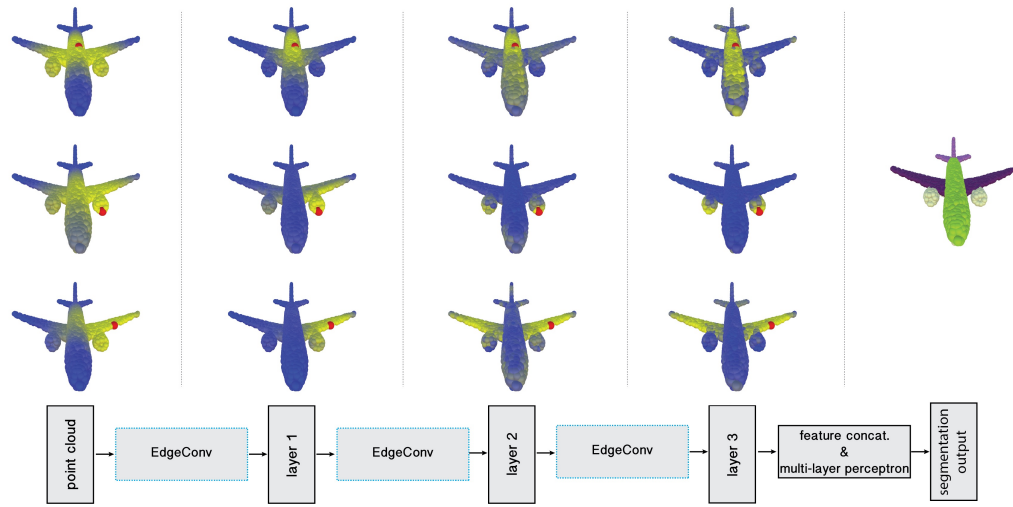 point cloud
EdgeConv
layer 1
EdgeConv
layer 2
EdgeConv
layer 3
feature concat.
&
multi-layer perceptron
segmentation
output